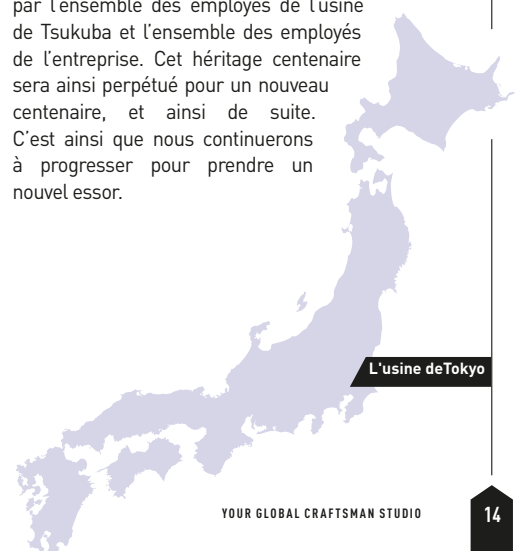 par l'ensemble des employés de l'usine
de Tsukuba et l'ensemble des employés
de l'entreprise. Cet héritage centenaire
sera ainsi perpétué pour un nouveau
centenaire, et ainsi de suite.
C'est ainsi que nous continuerons
à progresser pour prendre un
nouvel essor.
L'usine deTokyo
YOUR GLOBAL CRAFTSMAN STUDIO
14